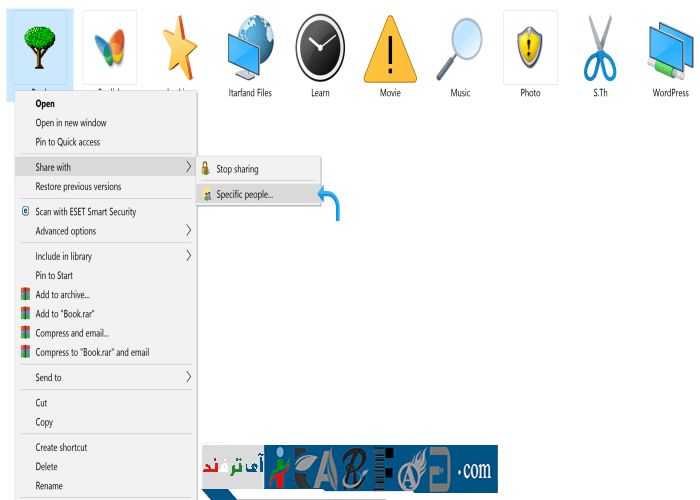 Itarfand Files
Learn
Movie
Music
Photo
S.Th
WordPress
Open
Open in new window
Pin to Quick access
Share with
Restore previous versions
Scan with ESET Smart Security
Advanced options
Include in library
Pin to Start
Add to archive...
Add to "Book.rar"
Compress and email...
Compress to "Book.rar" and email
Send to
Cut
Copy
Create shortcut
Delete
Rename
Stop sharing
Specific people...
آی ترفند
.com